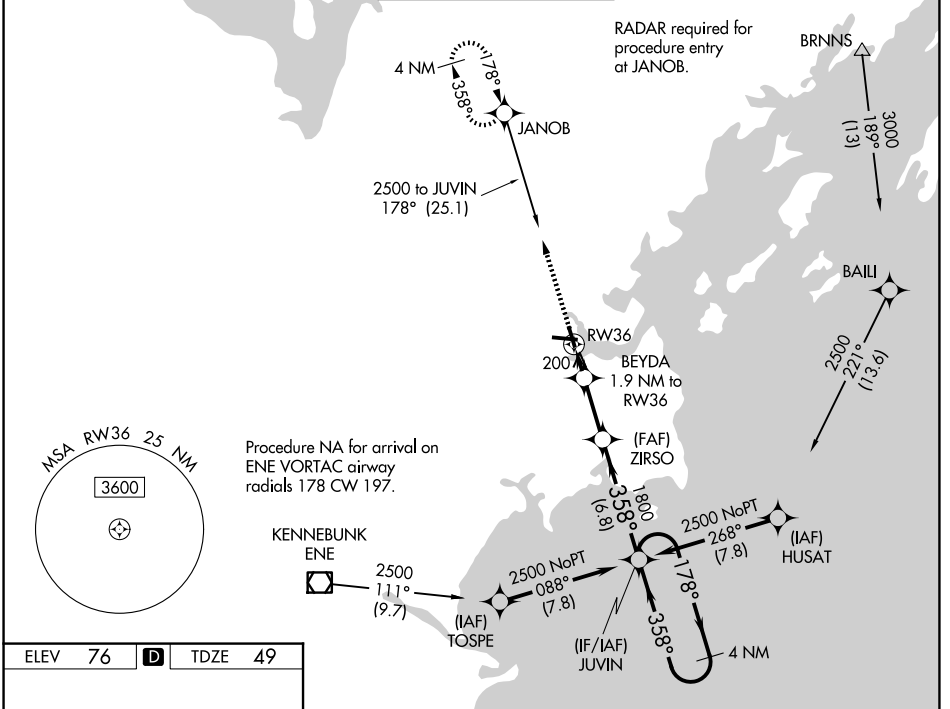 RADAR required for
procedure entry
at JANOB.
BRNNS
4 NM
178°
358°
JANOB
3000
189°
(13)
2500 to JUVIN
178° (25.1)
BAILI
RW36
200
BEYDA
1.9 NM to
RW36
2500
221°
(13.6)
(FAF)
ZIRSO
MSA RW36 25 NM
3600
Procedure NA for arrival on
ENE VORTAC airway
radials 178 CW 197.
1800
358°
(6.8)
2500 NoPT
268°
(7.8)
(IAF)
HUSAT
KENNEBUNK
ENE
2500
111°
(9.7)
2500 NoPT
088°
(7.8)
(IAF)
TOSPE
(IF/IAF)
JUVIN
178°
358°
4 NM
ELEV 76 D TDZE 49